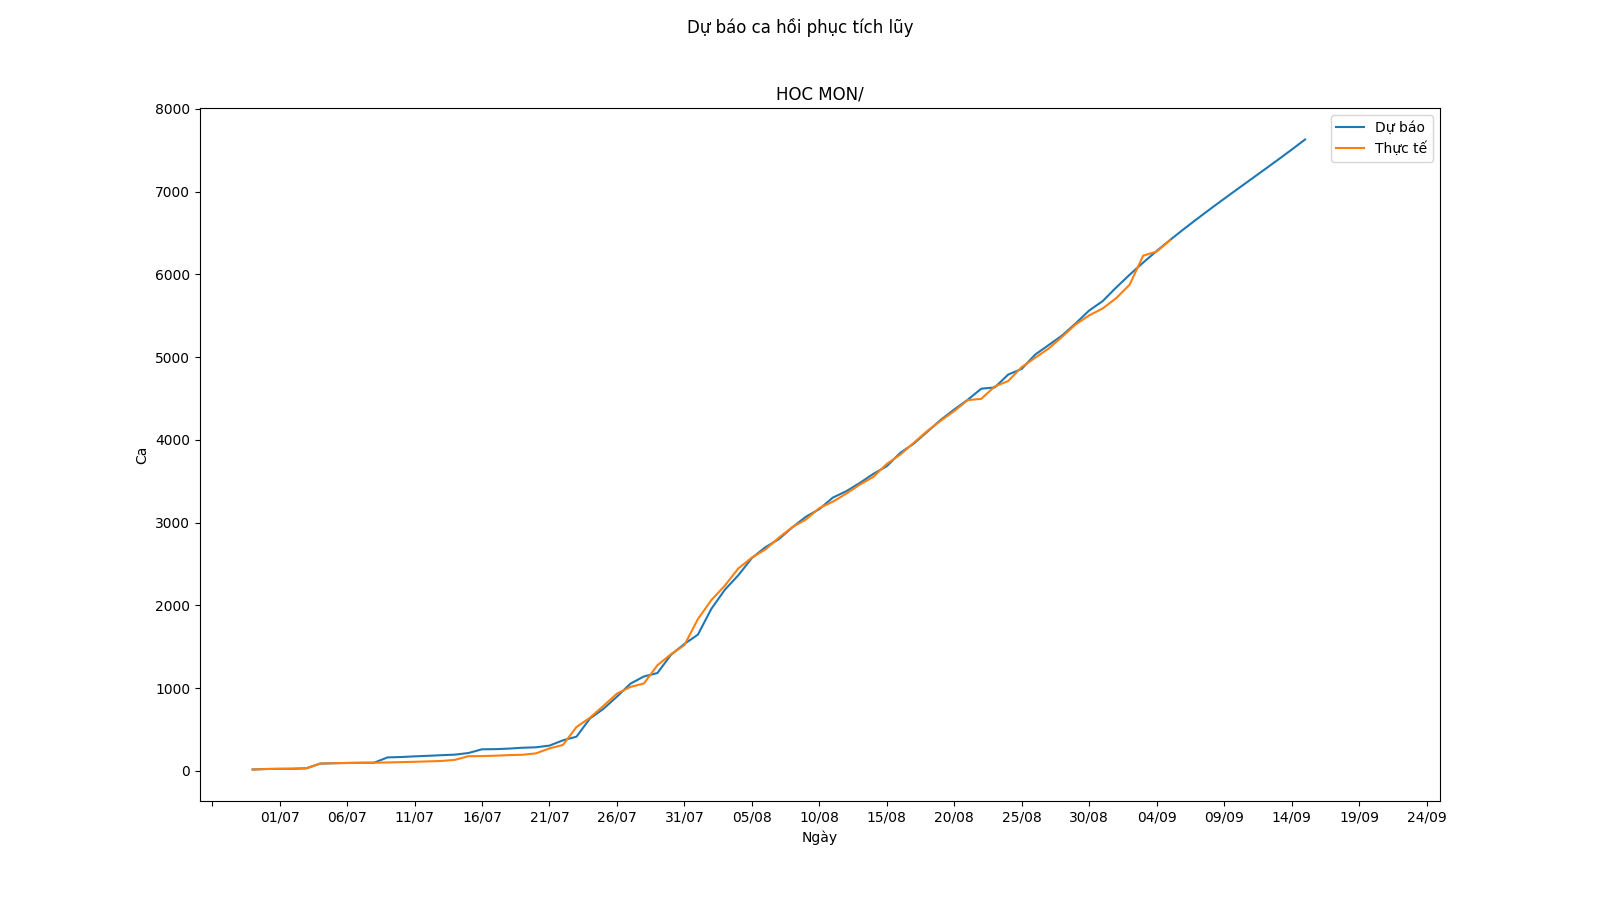 Dự báo ca hồi phục tích lũy
HOC MON/
Dự báo
Thực tế
8000
7000
6000
5000
4000
3000
2000
1000
0
Ca
01/07 06/07 11/07 16/07 21/07 26/07 31/07 05/08 10/08 15/08 20/08 25/08 30/08 04/09 09/09 14/09 19/09 24/09
Ngày